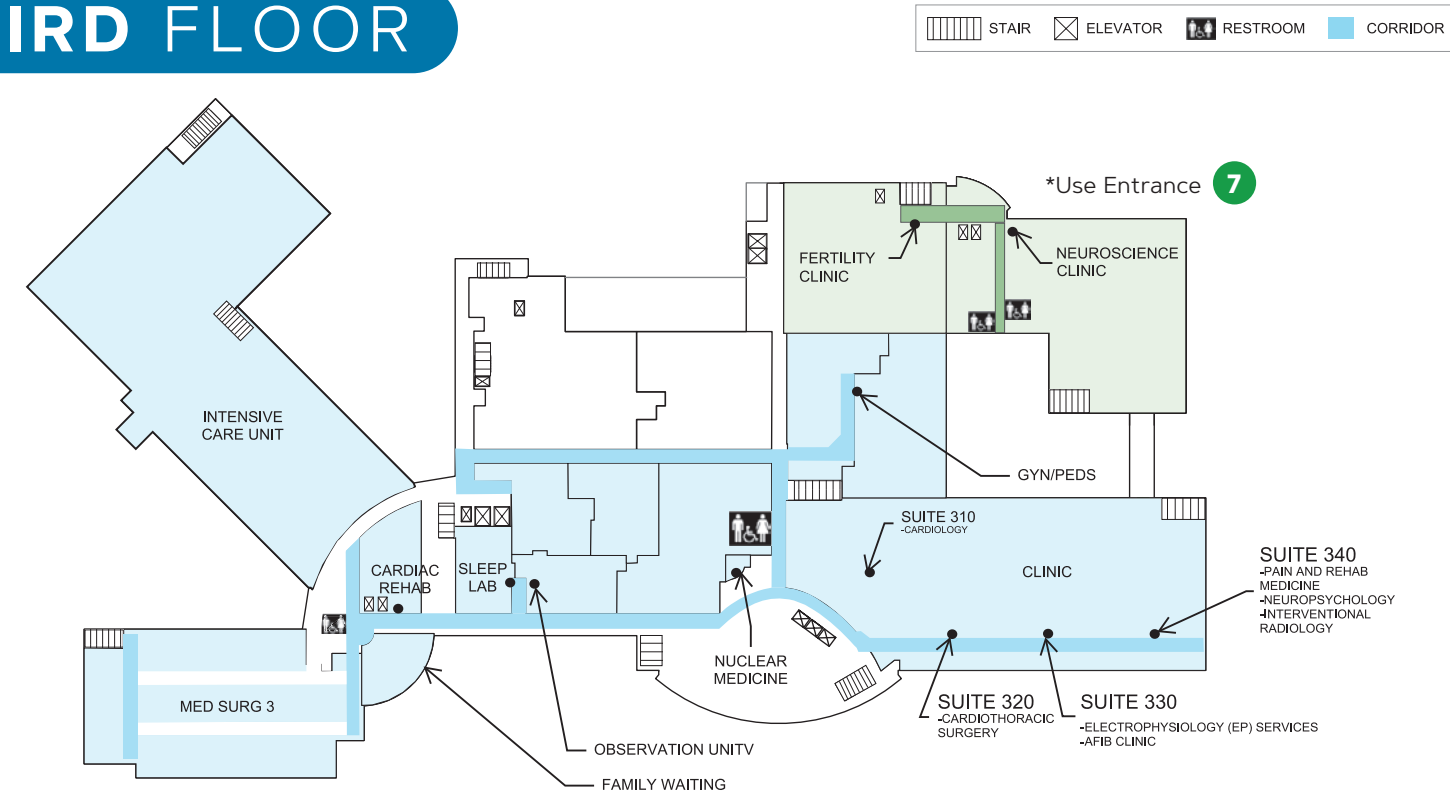 IRD FLOOR
STAIR
ELEVATOR
RESTROOM
CORRIDOR
*Use Entrance 7
FERTILITY
CLINIC
NEUROSCIENCE
CLINIC
INTENSIVE
CARE UNIT
GYN/PEDS
SUITE 310
-CARDIOLOGY
CARDIAC
REHAB
SLEEP
LAB
CLINIC
SUITE 340
-PAIN AND REHAB
MEDICINE
-NEUROPSYCHOLOGY
-INTERVENTIONAL
RADIOLOGY
NUCLEAR
MEDICINE
MED SURG 3
SUITE 320
-CARDIOTHORACIC
SURGERY
SUITE 330
-ELECTROPHYSIOLOGY (EP) SERVICES
-AFIB CLINIC
OBSERVATION UNITV
FAMILY WAITING